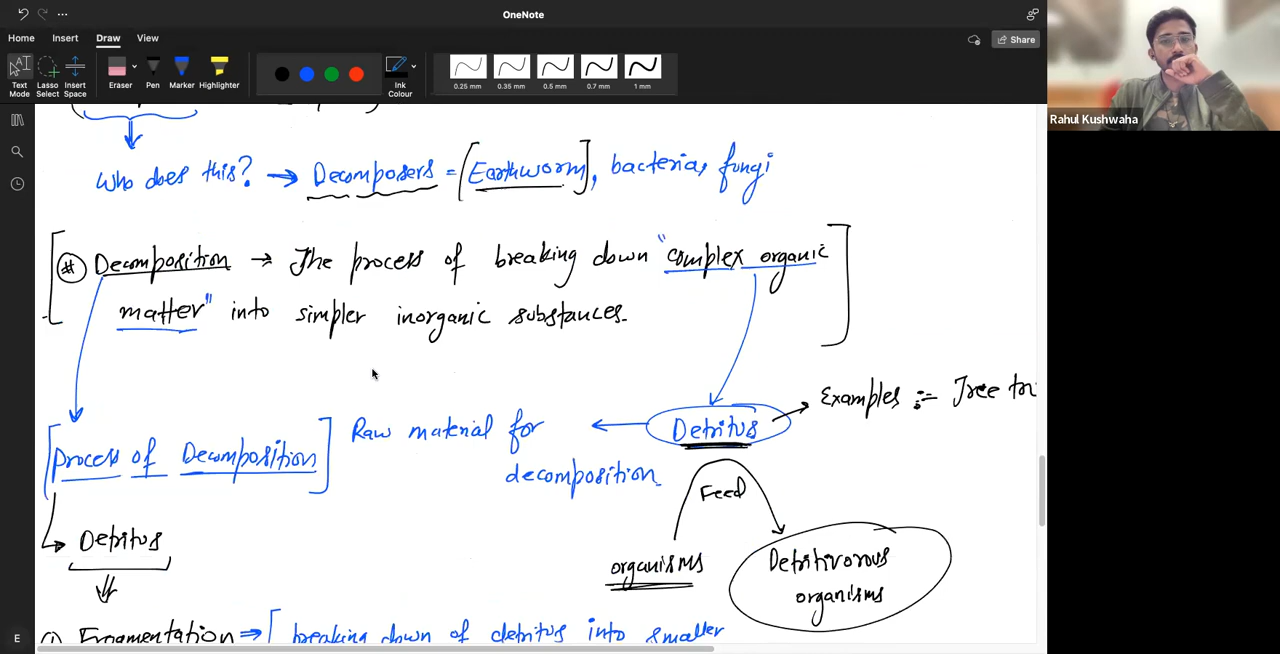 OneNote
Home Insert Draw View
Share
Text Mode
Lasso Select
Insert Space
Eraser
Pen
Marker
Highlighter
Ink Colour
0.25 mm 0.35 mm 0.5 mm 0.7 mm 1 mm
Rahul Kushwaha
Who does this? → Decomposers = [Earthworm], bacteria, fungi
# Decomposition → The process of breaking down "complex organic
matter" into simpler inorganic substances.
Examples :- Tree
Raw material for ← Detritus
decomposition
[Process of Decomposition]
Feed
→ Detritus
organisms
Detritivorous
organisms
Fragmentation ⇒ [breaking down of detritus into smaller
E